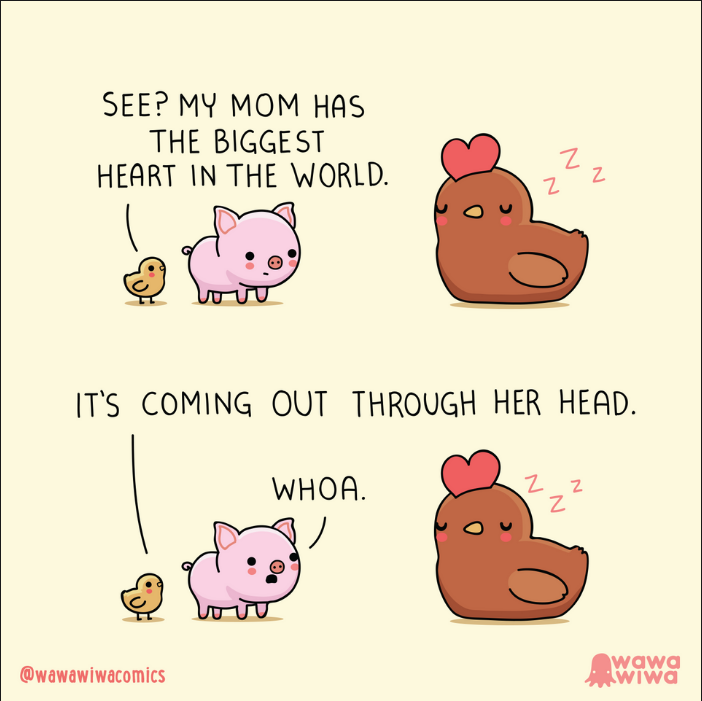 SEE? MY MOM HAS
THE BIGGEST
HEART IN THE WORLD.
Z Z Z
IT'S COMING OUT THROUGH HER HEAD.
WHOA.
Z Z Z
@wawawiwacomics
wawa
wiwa